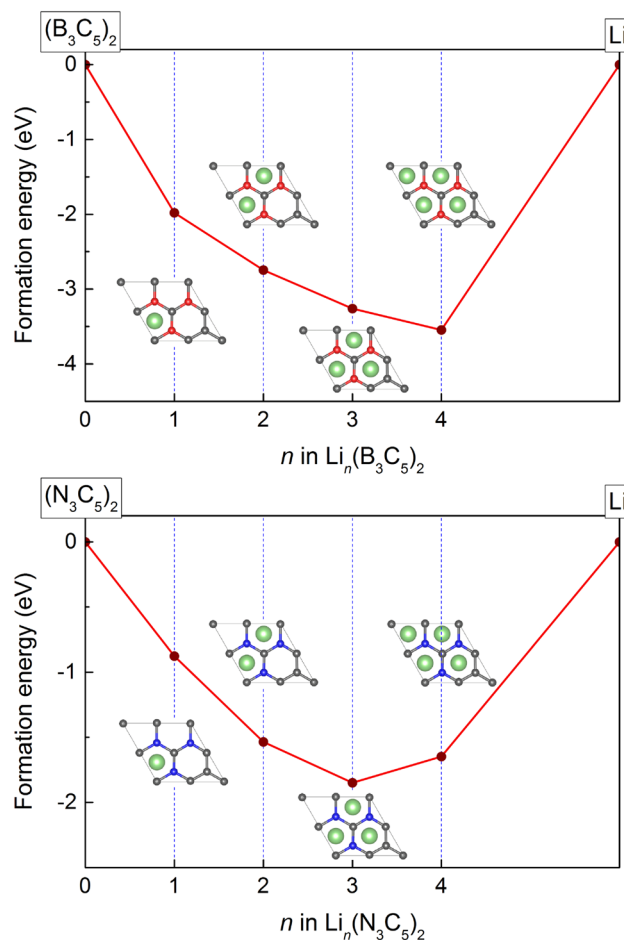 (B₃C₅)₂
Li
0
-1
-2
-3
-4
Formation energy (eV)
0 1 2 3 4
n in Liₙ(B₃C₅)₂
(N₃C₅)₂
Li
0
-1
-2
Formation energy (eV)
0 1 2 3 4
n in Liₙ(N₃C₅)₂